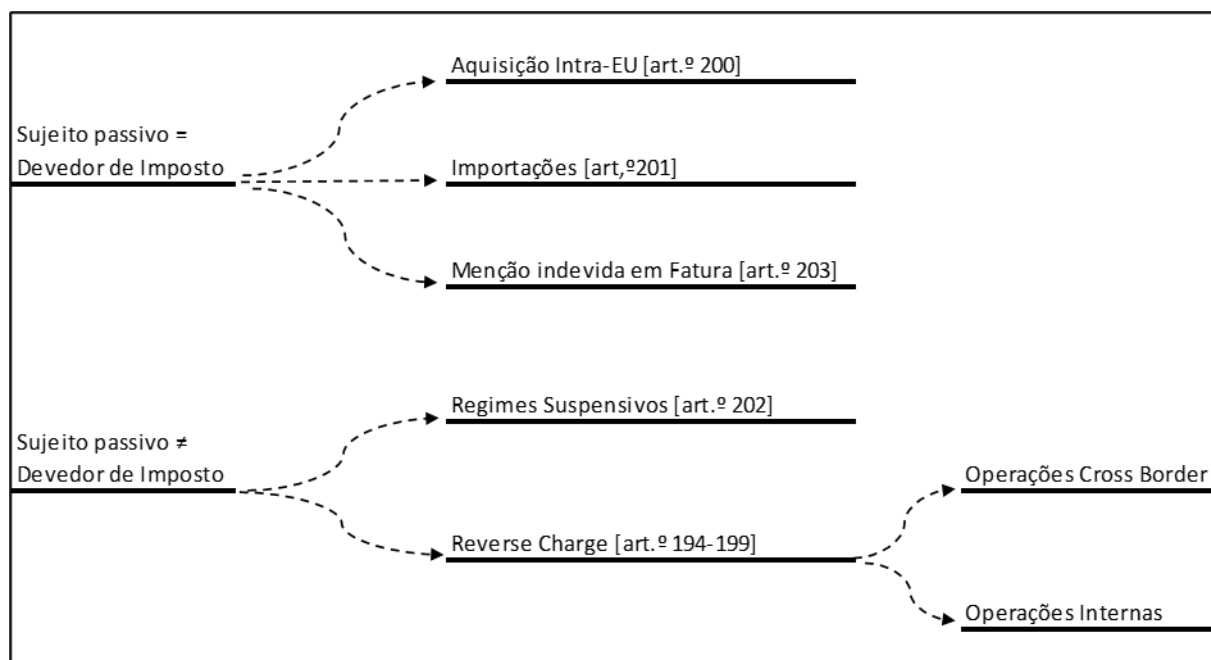 Aquisição Intra-EU [art.º 200]
Sujeito passivo =
Devedor de Imposto
Importações [art,º201]
Menção indevida em Fatura [art.º 203]
Regimes Suspensivos [art.º 202]
Sujeito passivo ≠
Devedor de Imposto
Operações Cross Border
Reverse Charge [art.º 194-199]
Operações Internas